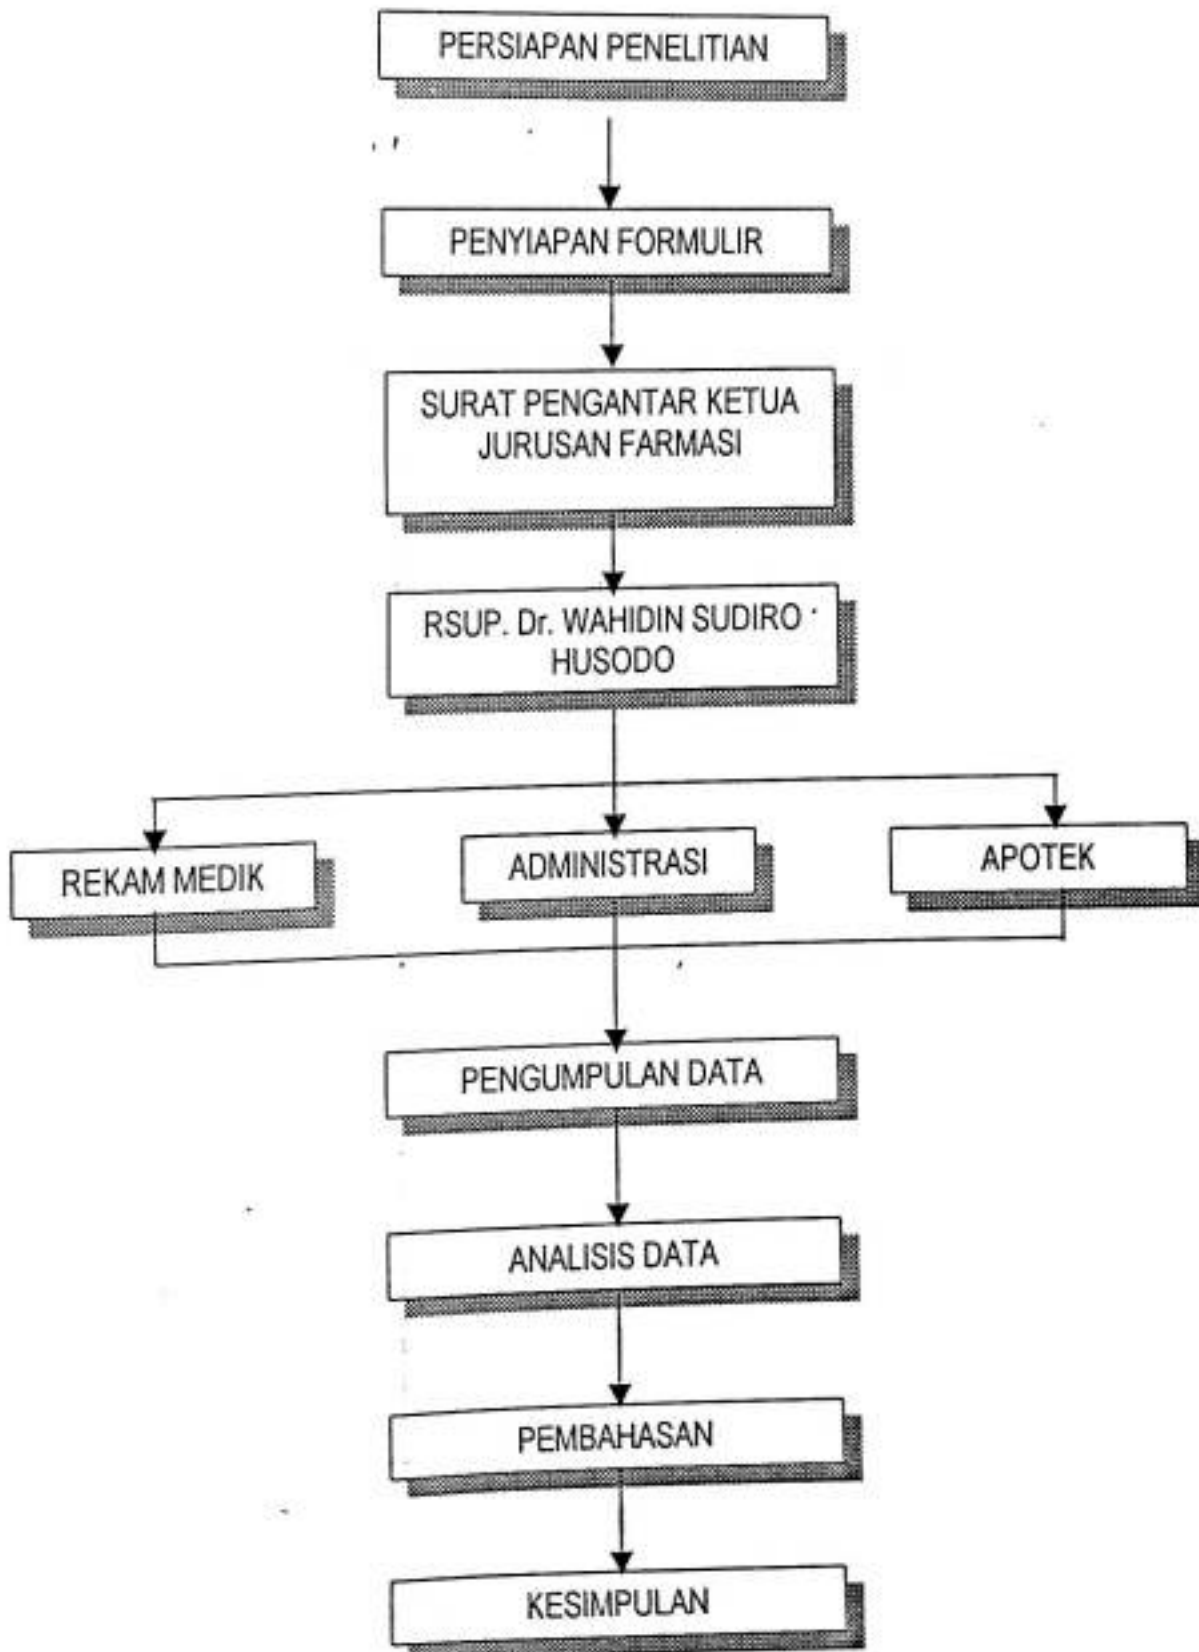 PERSIAPAN PENELITIAN
PENYIAPAN FORMULIR
SURAT PENGANTAR KETUA
JURUSAN FARMASI
RSUP. Dr. WAHIDIN SUDIRO
HUSODO
REKAM MEDIK
ADMINISTRASI
APOTEK
PENGUMPULAN DATA
ANALISIS DATA
PEMBAHASAN
KESIMPULAN